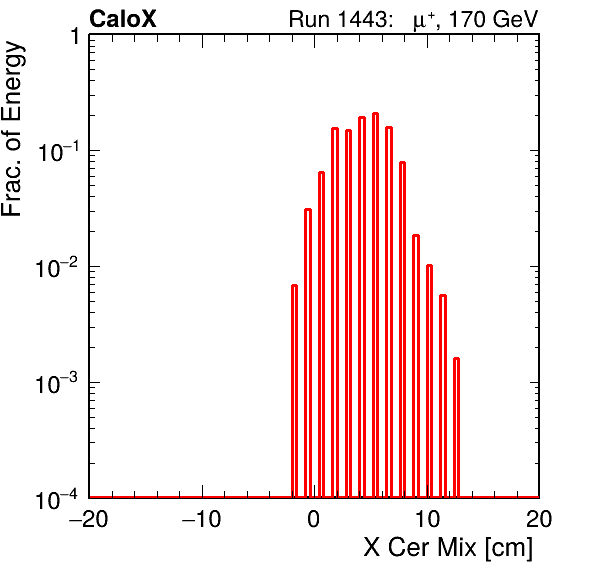 CaloX Run 1443: μ⁺, 170 GeV
Frac. of Energy
1
10⁻¹
10⁻²
10⁻³
10⁻⁴
−20 −10 0 10 20
X Cer Mix [cm]